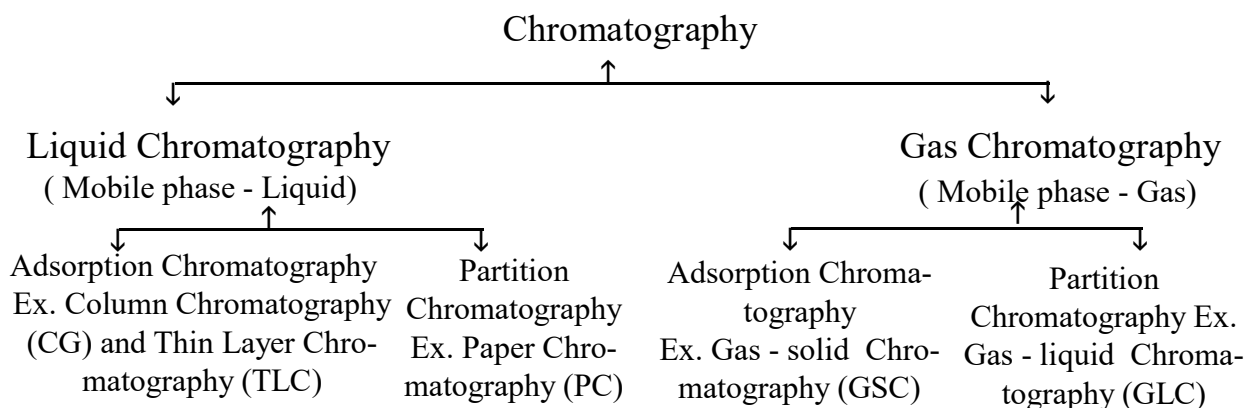 Chromatography
Liquid Chromatography
( Mobile phase - Liquid)
Gas Chromatography
( Mobile phase - Gas)
Adsorption Chromatography
Ex. Column Chromatography
(CG) and Thin Layer Chro-
matography (TLC)
Partition
Chromatography
Ex. Paper Chro-
matography (PC)
Adsorption Chroma-
tography
Ex. Gas - solid Chro-
matography (GSC)
Partition
Chromatography Ex.
Gas - liquid Chroma-
tography (GLC)